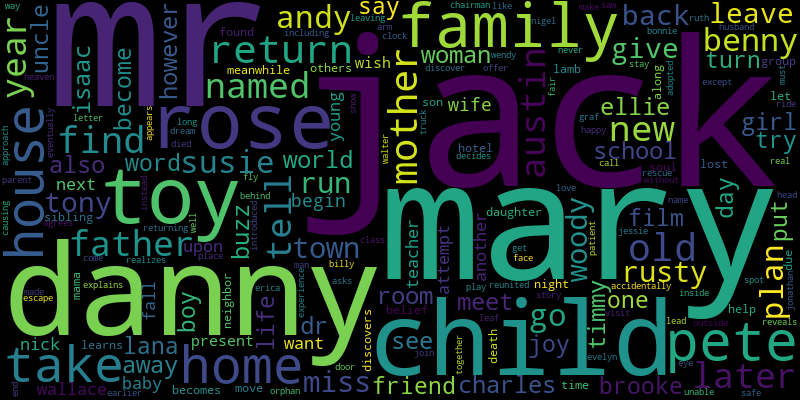 mr
jack
mary
danny
child
rose
toy
family
house
home
take
father
mother
austin
pete
later
return
named
find
susie
word
world
run
tell
town
buzz
woody
film
old
new
rusty
plan
put
day
go
one
timmy
school
ellie
girl
try
turn
benny
leave
back
give
say
andy
woman
wife
son
year
uncle
isaac
become
however
also
next
tony
sibling
nick
learns
lana
away
baby
becomes
wallace
fall
boy
present
dr
life
miss
friend
charles
brooke
joy
see
room
meet
want
begin
young
upon
wish
others
meanwhile
found
including
leaving
arm
clock
chairman
like
nigel
make
saw
ruth
husband
bonnie
never
wendy
discover
offer
stay
adopted
group
along
lamb
fair
except
let
ride
must
real
lost
soul
without
call
rescue
happy
graf
truck
hotel
decides
walter
show
long
dream
died
letter
appears
way
heaven
eventually
approach
parent
causing
agrees
returning
realizes
come
made
escape
explains
mama
billy
neighbor
erica
experience
introduced
behind
fly
well
place
instead
class
man
asks
night
reunited
story
play
get
face
patient
love
daughter
teacher
attempt
another
belief
leaf
death
together
join
door
discovers
orphan
move
time
evelyn
visit
accidentally
name
jessie
head
spot
due
jonathan
inside
help
lead
outside
reveals
eye
unable
safe
end
earlier